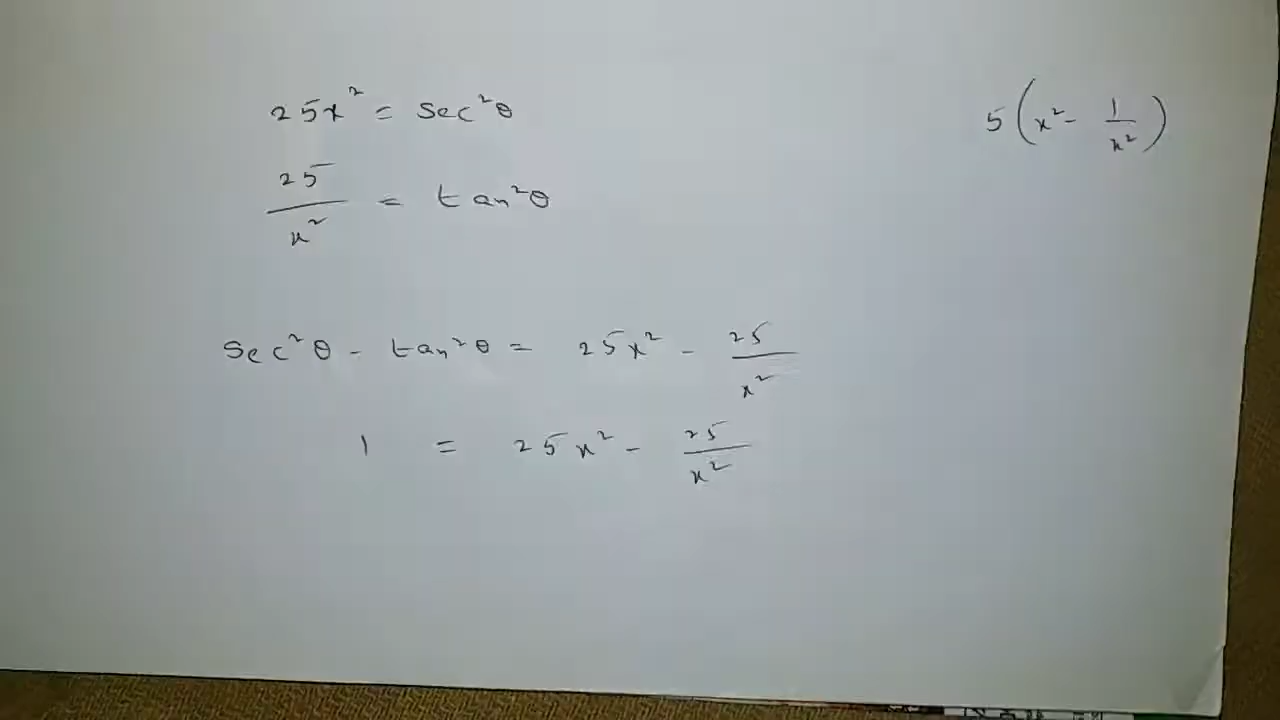 25x² = sec²θ
5(x² - 1/x²)
25/x² = tan²θ
sec²θ - tan²θ = 25x² - 25/x²
1 = 25x² - 25/x²